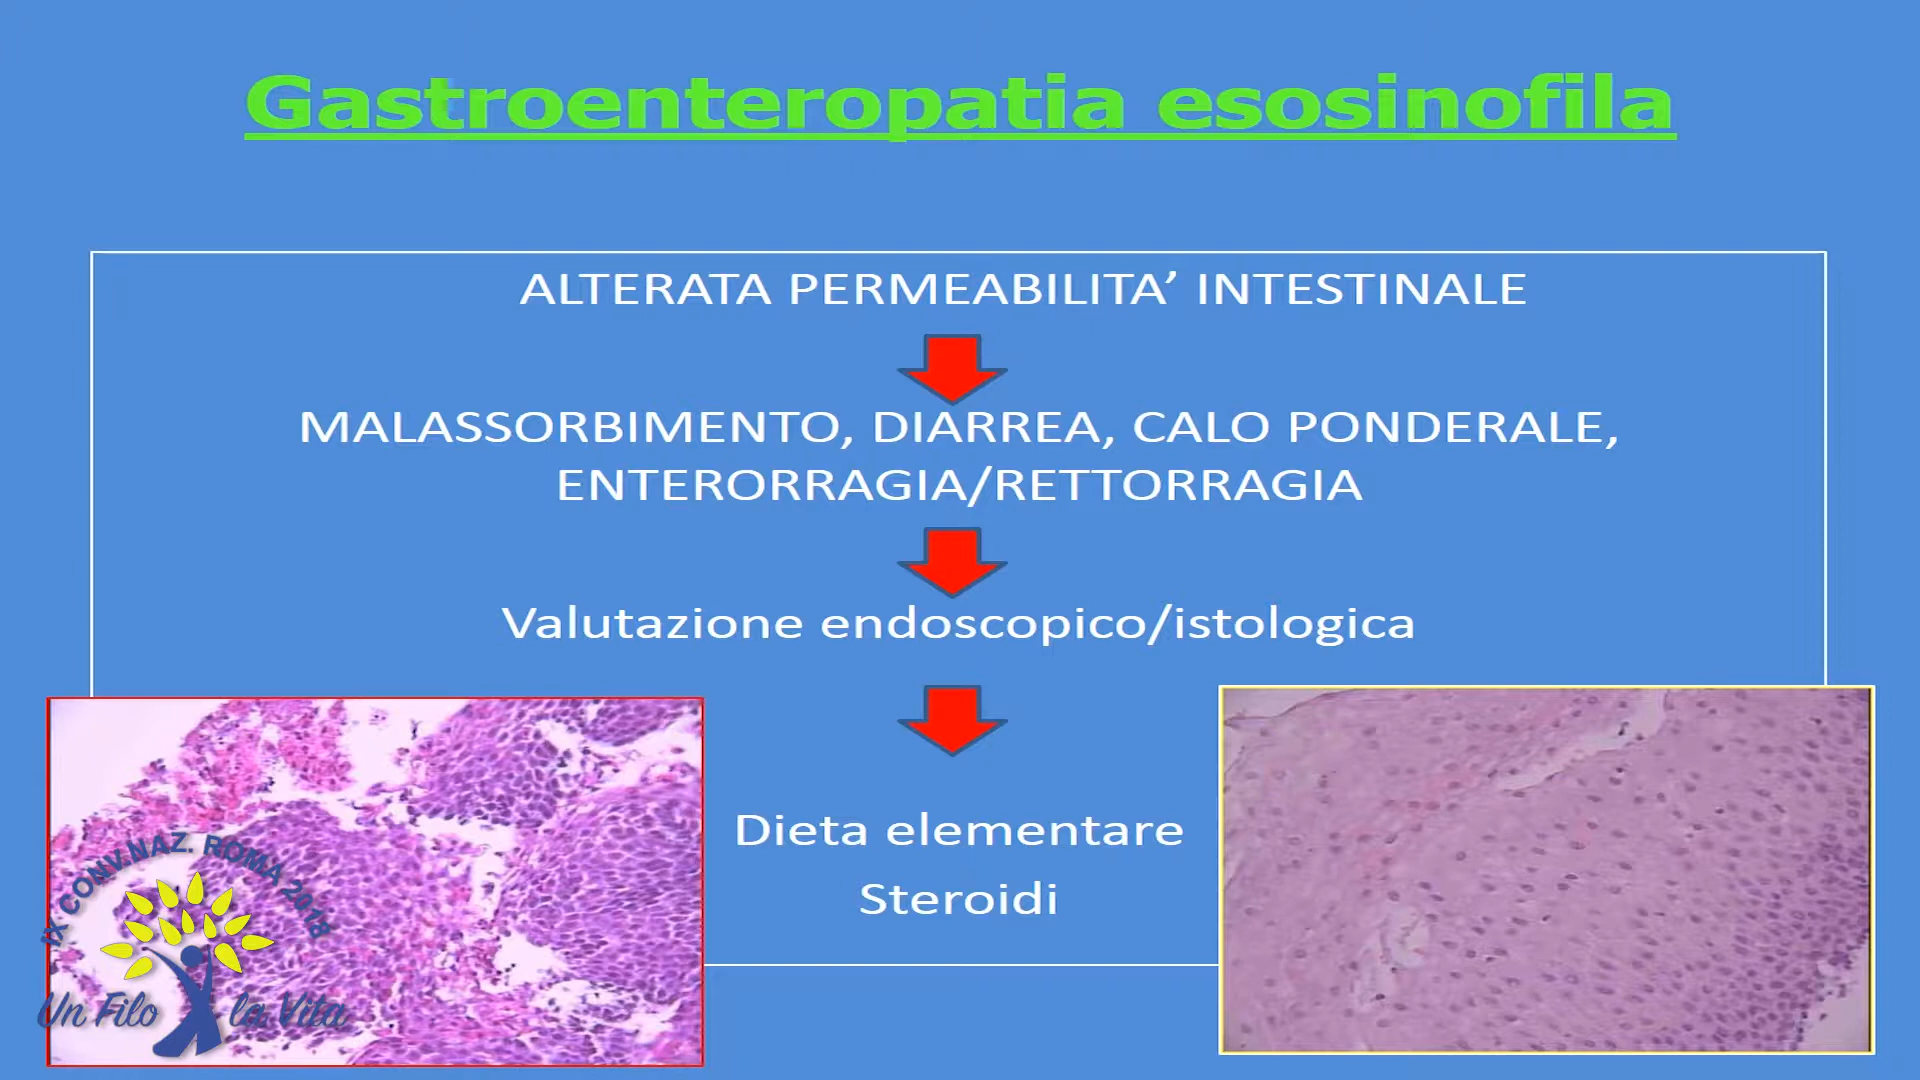 Gastroenteropatia esosinofila
ALTERATA PERMEABILITA’ INTESTINALE
MALASSORBIMENTO, DIARREA, CALO PONDERALE,
ENTERORRAGIA/RETTORRAGIA
Valutazione endoscopico/istologica
Dieta elementare
Steroidi
IX CONV.NAZ. ROMA 2018
Un Filo la Vita